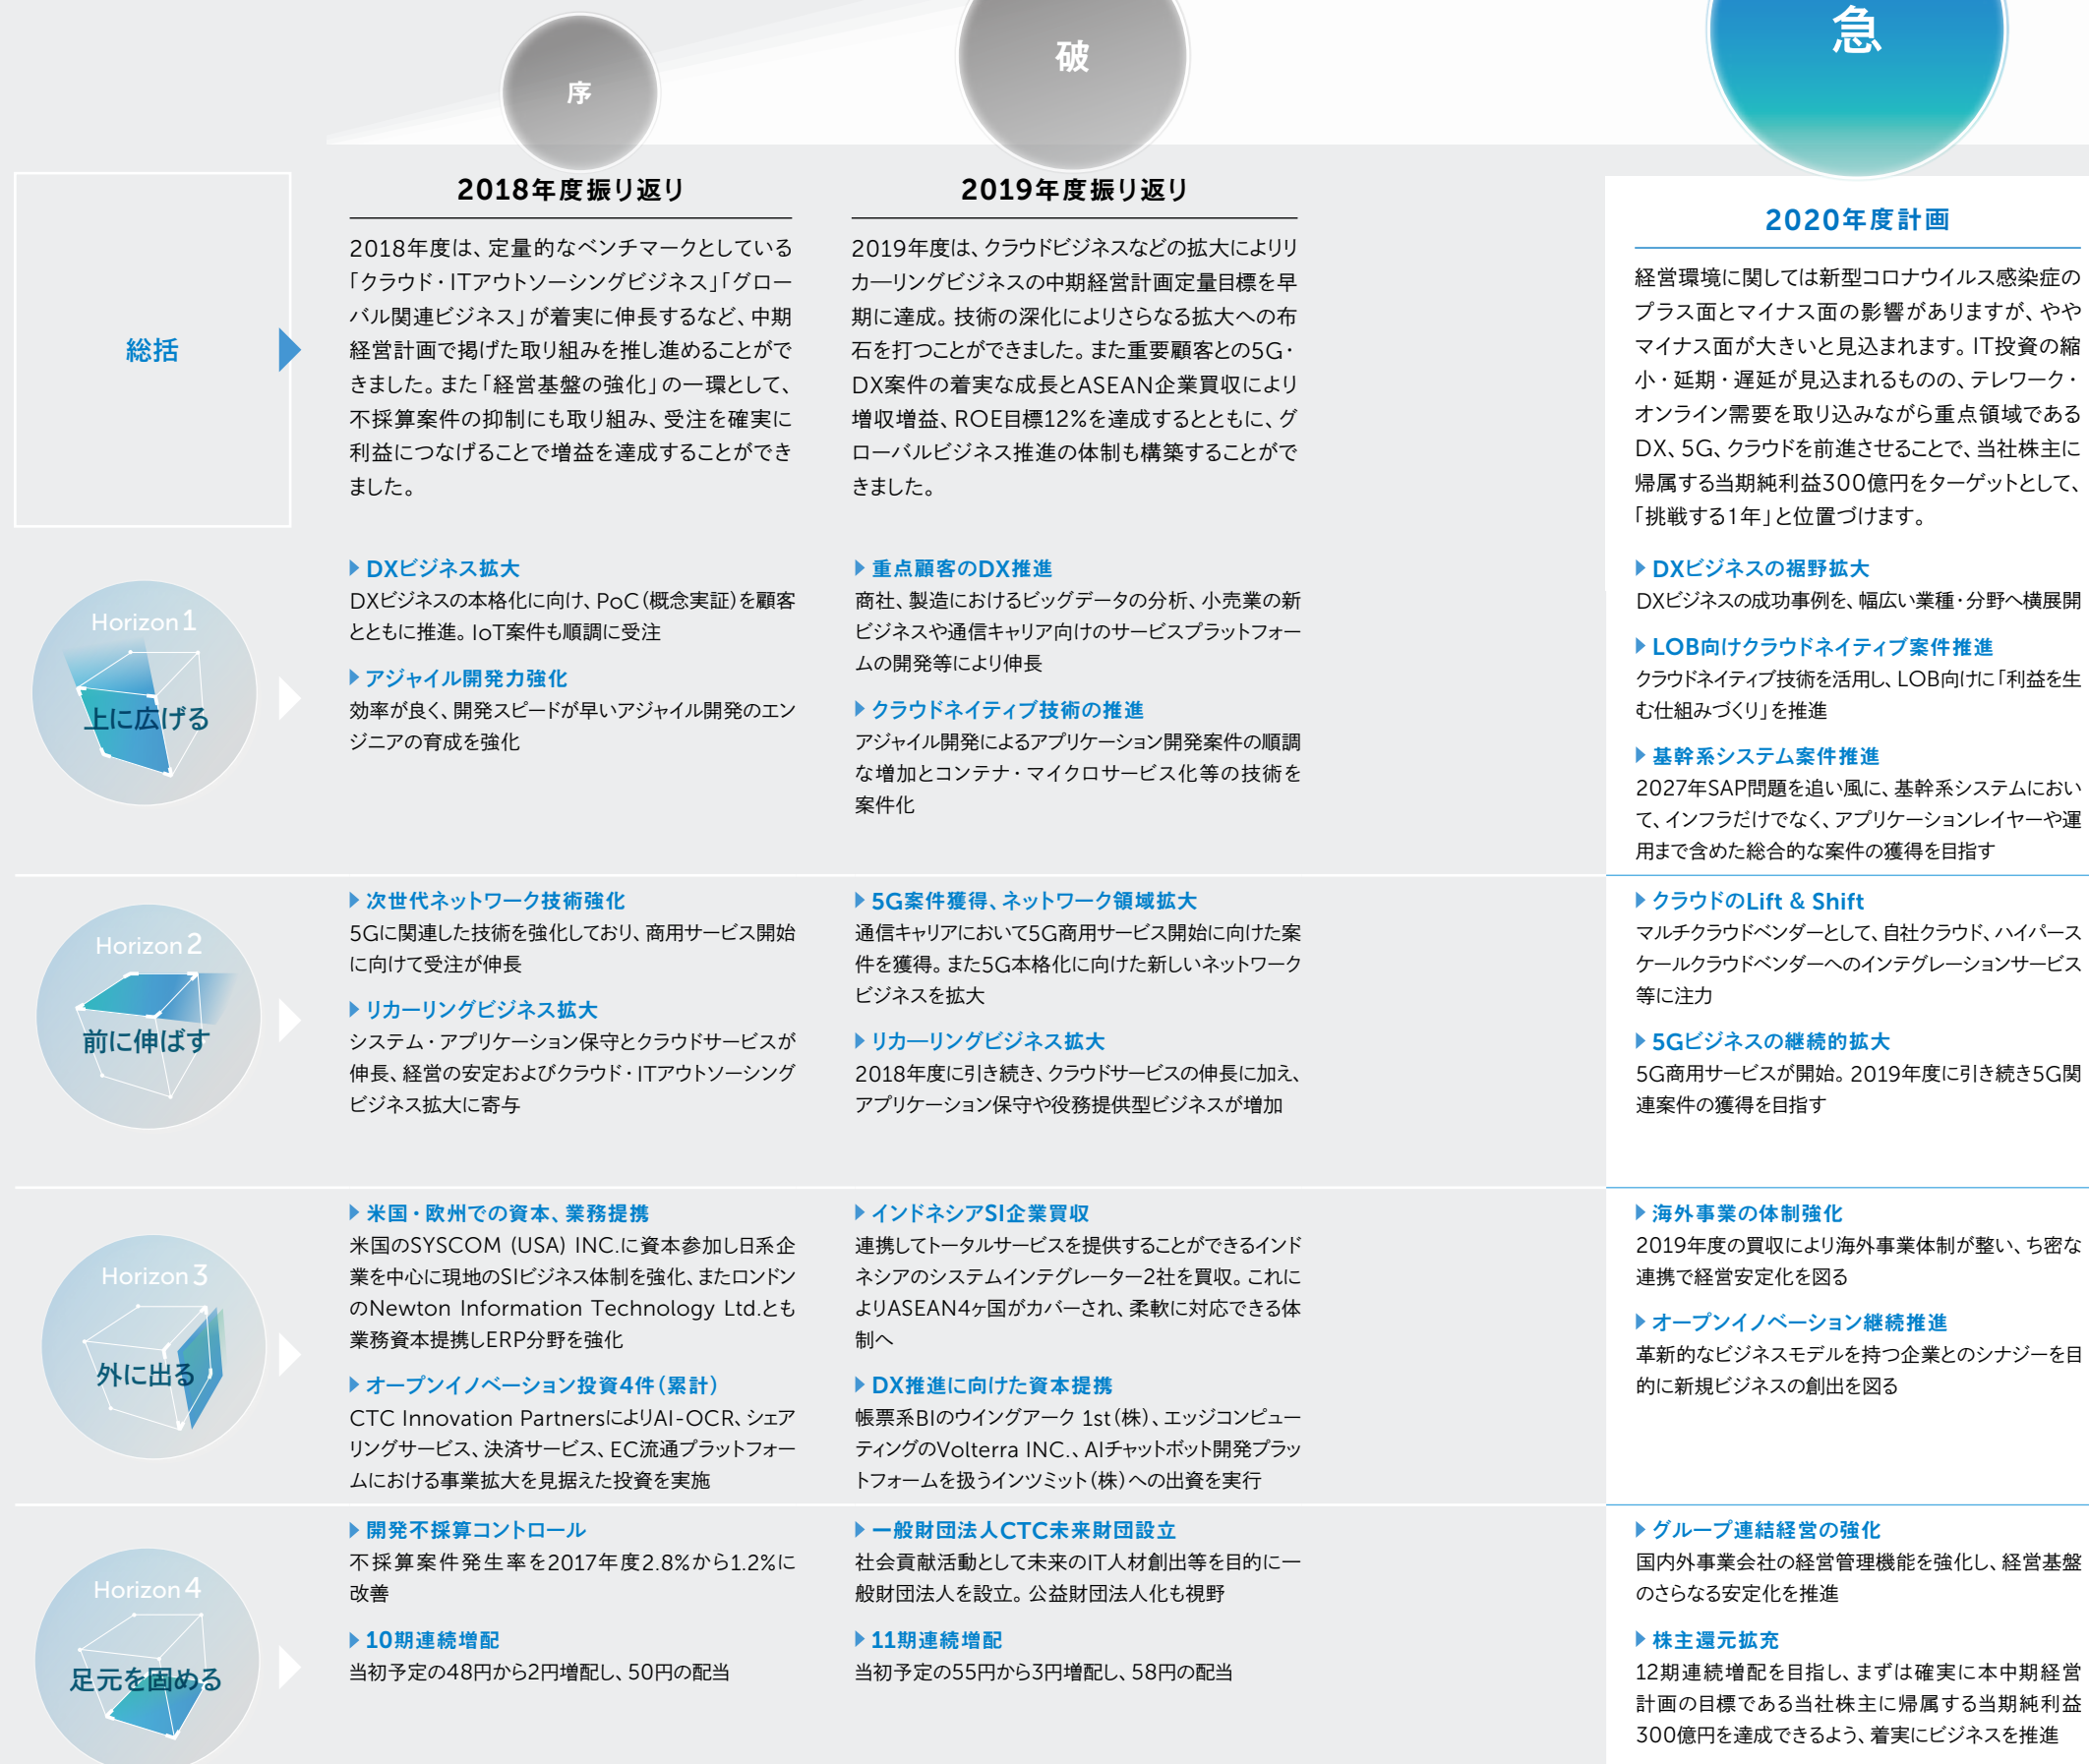 序
破
急
総括
2018年度振り返り
2018年度は、定量的なベンチマークとしている
「クラウド・ITアウトソーシングビジネス」「グロー
バル関連ビジネス」が着実に伸長するなど、中期
経営計画で掲げた取り組みを推し進めることがで
きました。また「経営基盤の強化」の一環として、
不採算案件の抑制にも取り組み、受注を確実に
利益につなげることで増益を達成することができ
ました。
2019年度振り返り
2019年度は、クラウドビジネスなどの拡大によりリ
カーリングビジネスの中期経営計画定量目標を早
期に達成。技術の深化によりさらなる拡大への布
石を打つことができました。また重要顧客との5G・
DX案件の着実な成長とASEAN企業買収により
増収増益、ROE目標12%を達成するとともに、グ
ローバルビジネス推進の体制も構築することがで
きました。
2020年度計画
経営環境に関しては新型コロナウイルス感染症の
プラス面とマイナス面の影響がありますが、やや
マイナス面が大きいと見込まれます。IT投資の縮
小・延期・遅延が見込まれるものの、テレワーク・
オンライン需要を取り込みながら重点領域である
DX、5G、クラウドを前進させることで、当社株主に
帰属する当期純利益300億円をターゲットとして、
「挑戦する1年」と位置づけます。
Horizon 1
上に広げる
DXビジネス拡大
DXビジネスの本格化に向け、PoC(概念実証)を顧客
とともに推進。IoT案件も順調に受注
アジャイル開発力強化
効率が良く、開発スピードが早いアジャイル開発のエン
ジニアの育成を強化
重点顧客のDX推進
商社、製造におけるビッグデータの分析、小売業の新
ビジネスや通信キャリア向けのサービスプラットフォー
ムの開発等により伸長
クラウドネイティブ技術の推進
アジャイル開発によるアプリケーション開発案件の順調
な増加とコンテナ・マイクロサービス化等の技術を
案件化
DXビジネスの裾野拡大
DXビジネスの成功事例を、幅広い業種・分野へ横展開
LOB向けクラウドネイティブ案件推進
クラウドネイティブ技術を活用し、LOB向けに「利益を生
む仕組みづくり」を推進
基幹系システム案件推進
2027年SAP問題を追い風に、基幹系システムにおい
て、インフラだけでなく、アプリケーションレイヤーや運
用まで含めた総合的な案件の獲得を目指す
Horizon 2
前に伸ばす
次世代ネットワーク技術強化
5Gに関連した技術を強化しており、商用サービス開始
に向けて受注が伸長
リカーリングビジネス拡大
システム・アプリケーション保守とクラウドサービスが
伸長、経営の安定およびクラウド・ITアウトソーシング
ビジネス拡大に寄与
5G案件獲得、ネットワーク領域拡大
通信キャリアにおいて5G商用サービス開始に向けた案
件を獲得。また5G本格化に向けた新しいネットワーク
ビジネスを拡大
リカーリングビジネス拡大
2018年度に引き続き、クラウドサービスの伸長に加え、
アプリケーション保守や役務提供型ビジネスが増加
クラウドのLift & Shift
マルチクラウドベンダーとして、自社クラウド、ハイパース
ケールクラウドベンダーへのインテグレーションサービス
等に注力
5Gビジネスの継続的拡大
5G商用サービスが開始。2019年度に引き続き5G関
連案件の獲得を目指す
Horizon 3
外に出る
米国・欧州での資本、業務提携
米国のSYSCOM (USA) INC.に資本参加し日系企
業を中心に現地のSIビジネス体制を強化、またロンドン
のNewton Information Technology Ltd.とも
業務資本提携しERP分野を強化
オープンイノベーション投資4件(累計)
CTC Innovation PartnersによりAI-OCR、シェア
リングサービス、決済サービス、EC流通プラットフォー
ムにおける事業拡大を見据えた投資を実施
インドネシアSI企業買収
連携してトータルサービスを提供することができるインド
ネシアのシステムインテグレーター2社を買収。これに
よりASEAN4ヶ国がカバーされ、柔軟に対応できる体
制へ
DX推進に向けた資本提携
帳票系BIのウイングアーク 1st(株)、エッジコンピュー
ティングのVolterra INC.、AIチャットボット開発プラッ
トフォームを扱うインツミット(株)への出資を実行
海外事業の体制強化
2019年度の買収により海外事業体制が整い、ち密な
連携で経営安定化を図る
オープンイノベーション継続推進
革新的なビジネスモデルを持つ企業とのシナジーを目
的に新規ビジネスの創出を図る
Horizon 4
足元を固める
開発不採算コントロール
不採算案件発生率を2017年度2.8%から1.2%に
改善
10期連続増配
当初予定の48円から2円増配し、50円の配当
一般財団法人CTC未来財団設立
社会貢献活動として未来のIT人材創出等を目的に一
般財団法人を設立。公益財団法人化も視野
11期連続増配
当初予定の55円から3円増配し、58円の配当
グループ連結経営の強化
国内外事業会社の経営管理機能を強化し、経営基盤
のさらなる安定化を推進
株主還元拡充
12期連続増配を目指し、まずは確実に本中期経営
計画の目標である当社株主に帰属する当期純利益
300億円を達成できるよう、着実にビジネスを推進